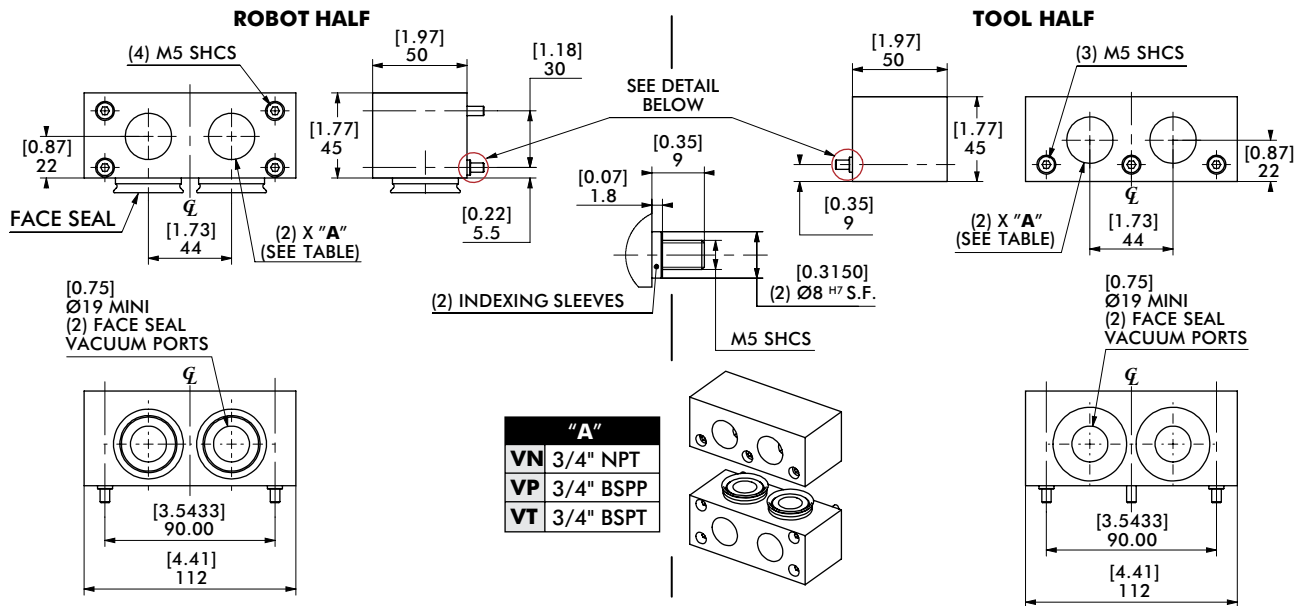 ROBOT HALF
TOOL HALF
(4) M5 SHCS
[1.97]
50
[1.18]
30
SEE DETAIL
BELOW
[1.97]
50
(3) M5 SHCS
[0.87]
22
[1.77]
45
[0.35]
9
[0.07]
1.8
[1.77]
45
[0.87]
22
FACE SEAL
℄
[1.73]
44
(2) X "A"
(SEE TABLE)
[0.22]
5.5
[0.35]
9
(2) X "A"
(SEE TABLE)
℄
[1.73]
44
(2) INDEXING SLEEVES
[0.3150]
(2) Ø8 H7 S.F.
M5 SHCS
[0.75]
Ø19 MINI
(2) FACE SEAL
VACUUM PORTS
℄
[0.75]
Ø19 MINI
(2) FACE SEAL
VACUUM PORTS
℄
"A"
VN 3/4" NPT
VP 3/4" BSPP
VT 3/4" BSPT
[3.5433]
90.00
[4.41]
112
[3.5433]
90.00
[4.41]
112